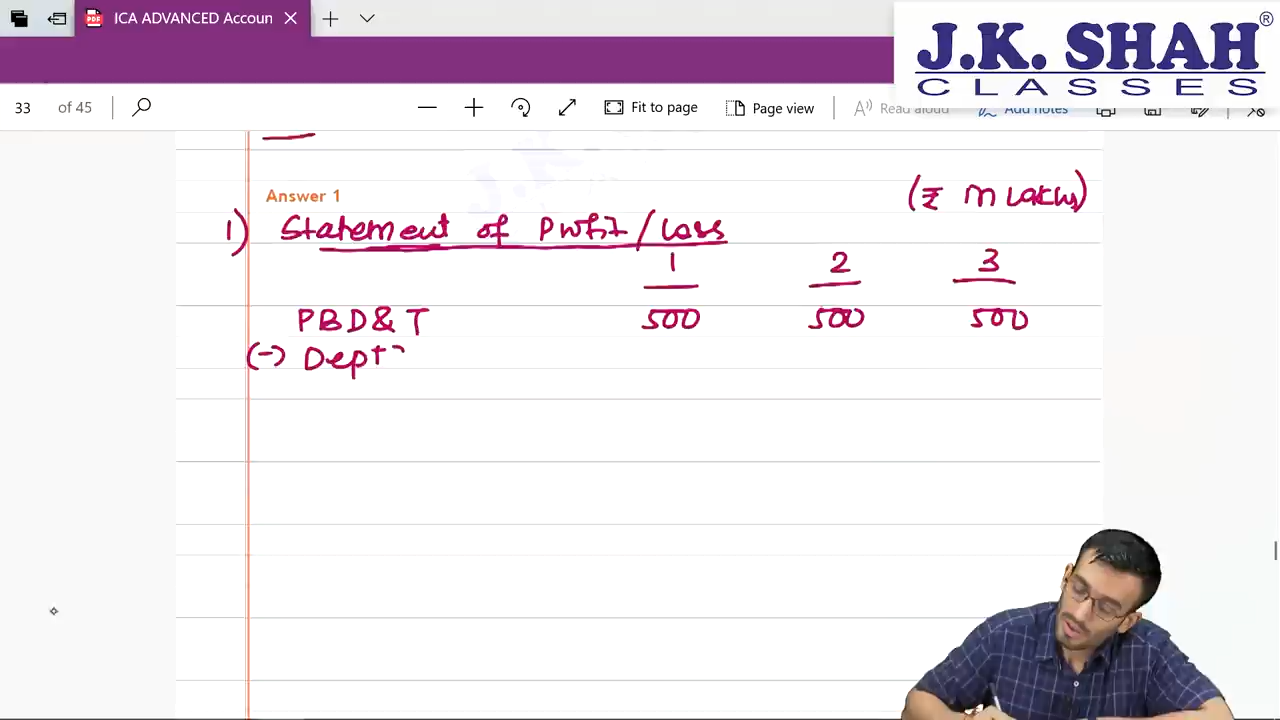 ICA ADVANCED Accoun
J.K. SHAH®
CLASSES
33 of 45
Fit to page
Page view
Read aloud
Add notes
Answer 1
(₹ in Lakhs)
1) Statement of Profit/Loss
1 2 3
PBD&T 500 500 500
(-) Deptⁿ